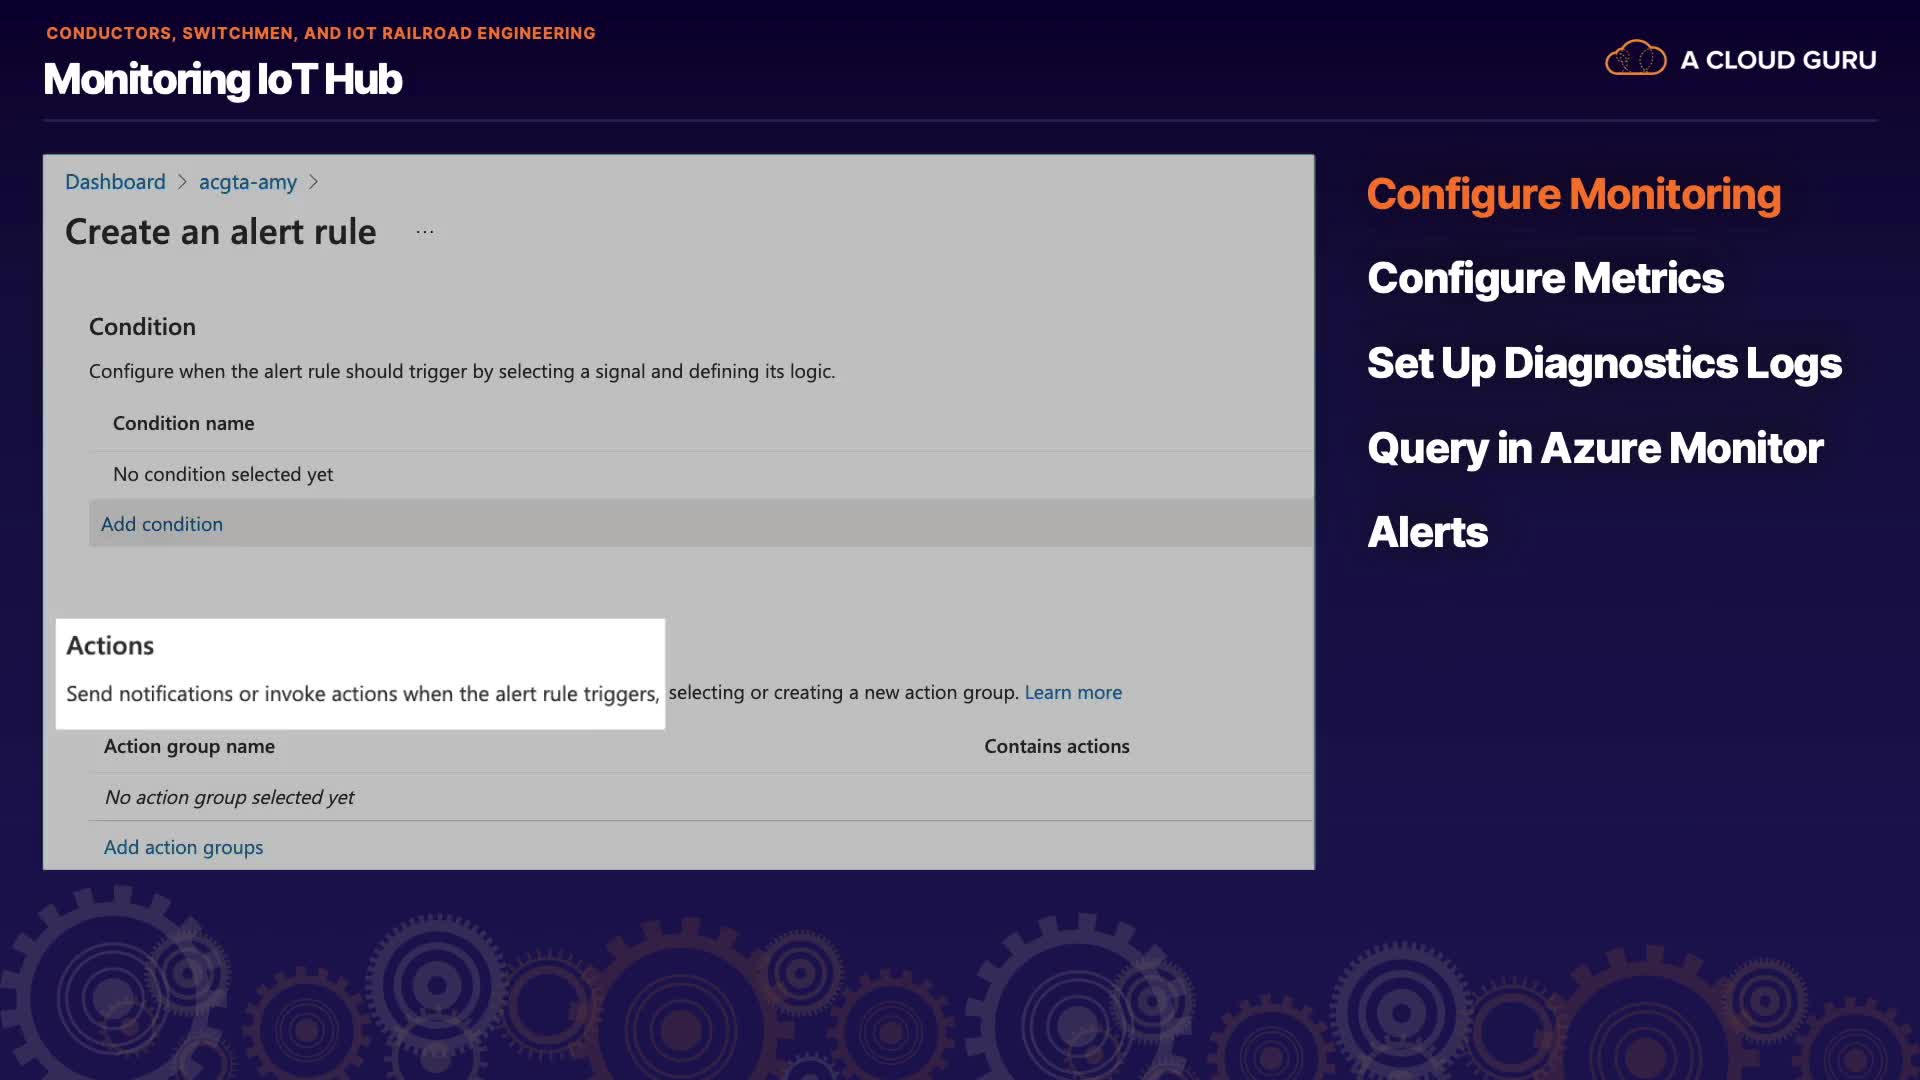 CONDUCTORS, SWITCHMEN, AND IOT RAILROAD ENGINEERING
Monitoring IoT Hub
A CLOUD GURU
Dashboard > acgta-amy >
Create an alert rule ...
Condition
Configure when the alert rule should trigger by selecting a signal and defining its logic.
Condition name
No condition selected yet
Add condition
Actions
Send notifications or invoke actions when the alert rule triggers, selecting or creating a new action group. Learn more
Action group name Contains actions
No action group selected yet
Add action groups
Configure Monitoring
Configure Metrics
Set Up Diagnostics Logs
Query in Azure Monitor
Alerts